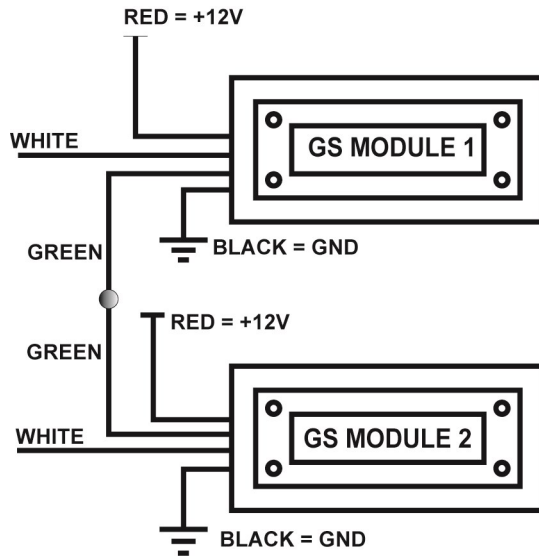 RED = +12V
WHITE
GS MODULE 1
GREEN
BLACK = GND
RED = +12V
GREEN
WHITE
GS MODULE 2
BLACK = GND